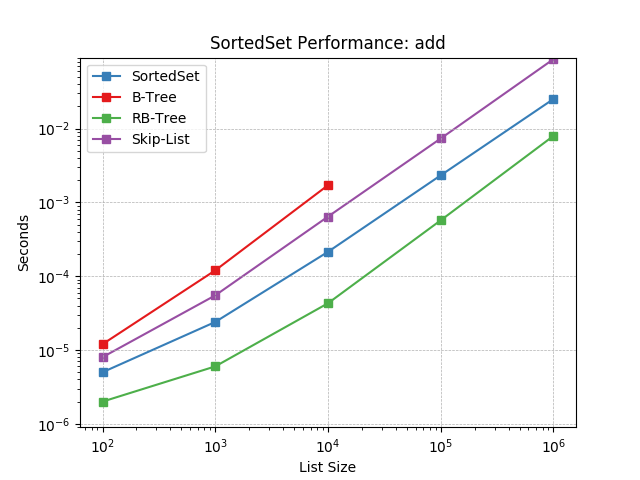 SortedSet Performance: add
SortedSet
B-Tree
RB-Tree
Skip-List
Seconds
10⁻²
10⁻³
10⁻⁴
10⁻⁵
10⁻⁶
10² 10³ 10⁴ 10⁵ 10⁶
List Size